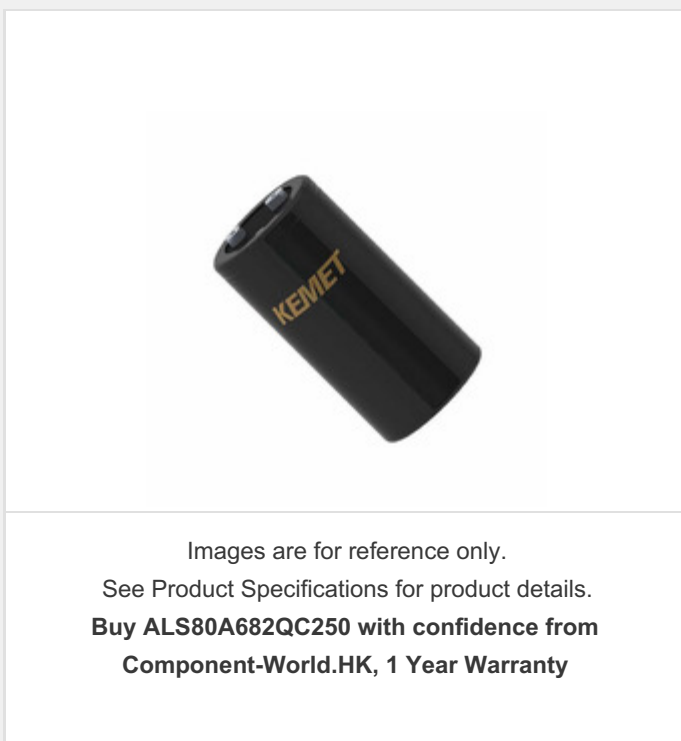 KEMET
Images are for reference only.
See Product Specifications for product details.
Buy ALS80A682QC250 with confidence from
Component-World.HK, 1 Year Warranty